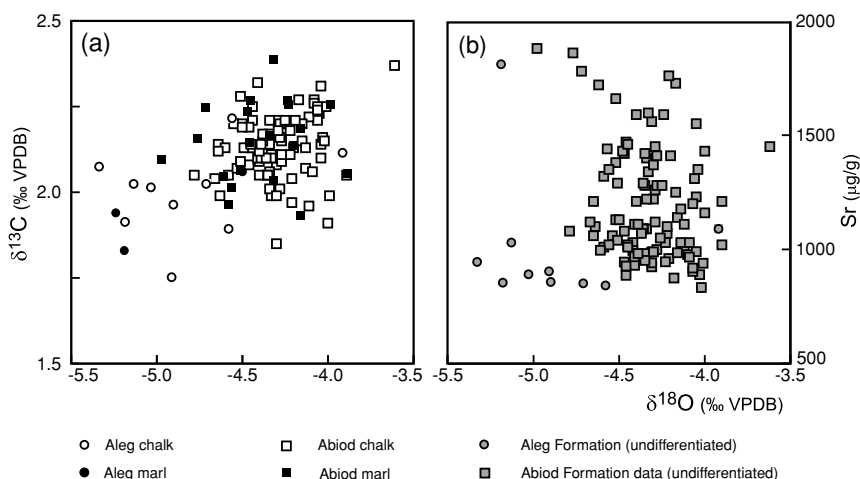 2.5
(a)
2.0
1.5
δ13C (‰ VPDB)
-5.5 -5.0 -4.5 -4.0 -3.5
(b)
2000
1500
1000
500
Sr (μg/g)
-5.5 -5.0 -4.5 -4.0 -3.5
δ18O (‰ VPDB)
Aleg chalk Abiod chalk Aleg Formation (undifferentiated)
Aleg marl Abiod marl Abiod Formation data (undifferentiated)